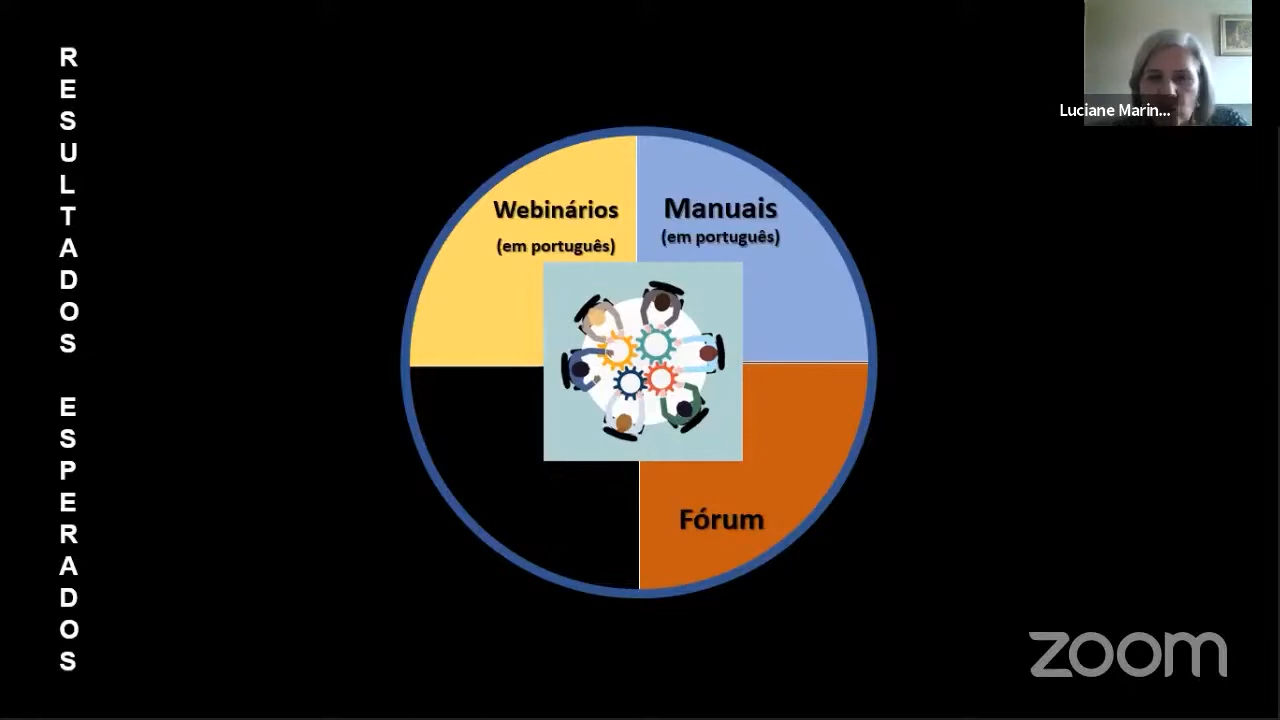 RESULTADOS ESPERADOS
Luciane Marin...
Webinários
(em português)
Manuais
(em português)
Fórum
zoom